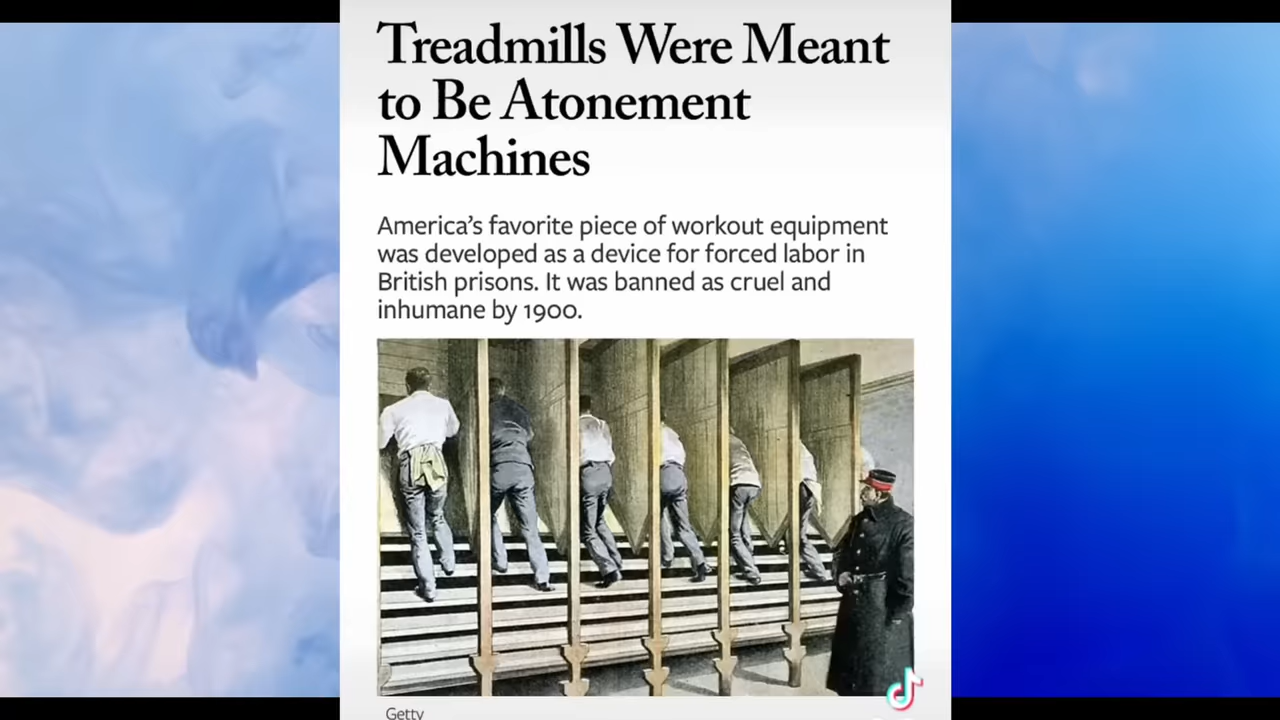 Treadmills Were Meant
to Be Atonement
Machines
America's favorite piece of workout equipment
was developed as a device for forced labor in
British prisons. It was banned as cruel and
inhumane by 1900.
Getty